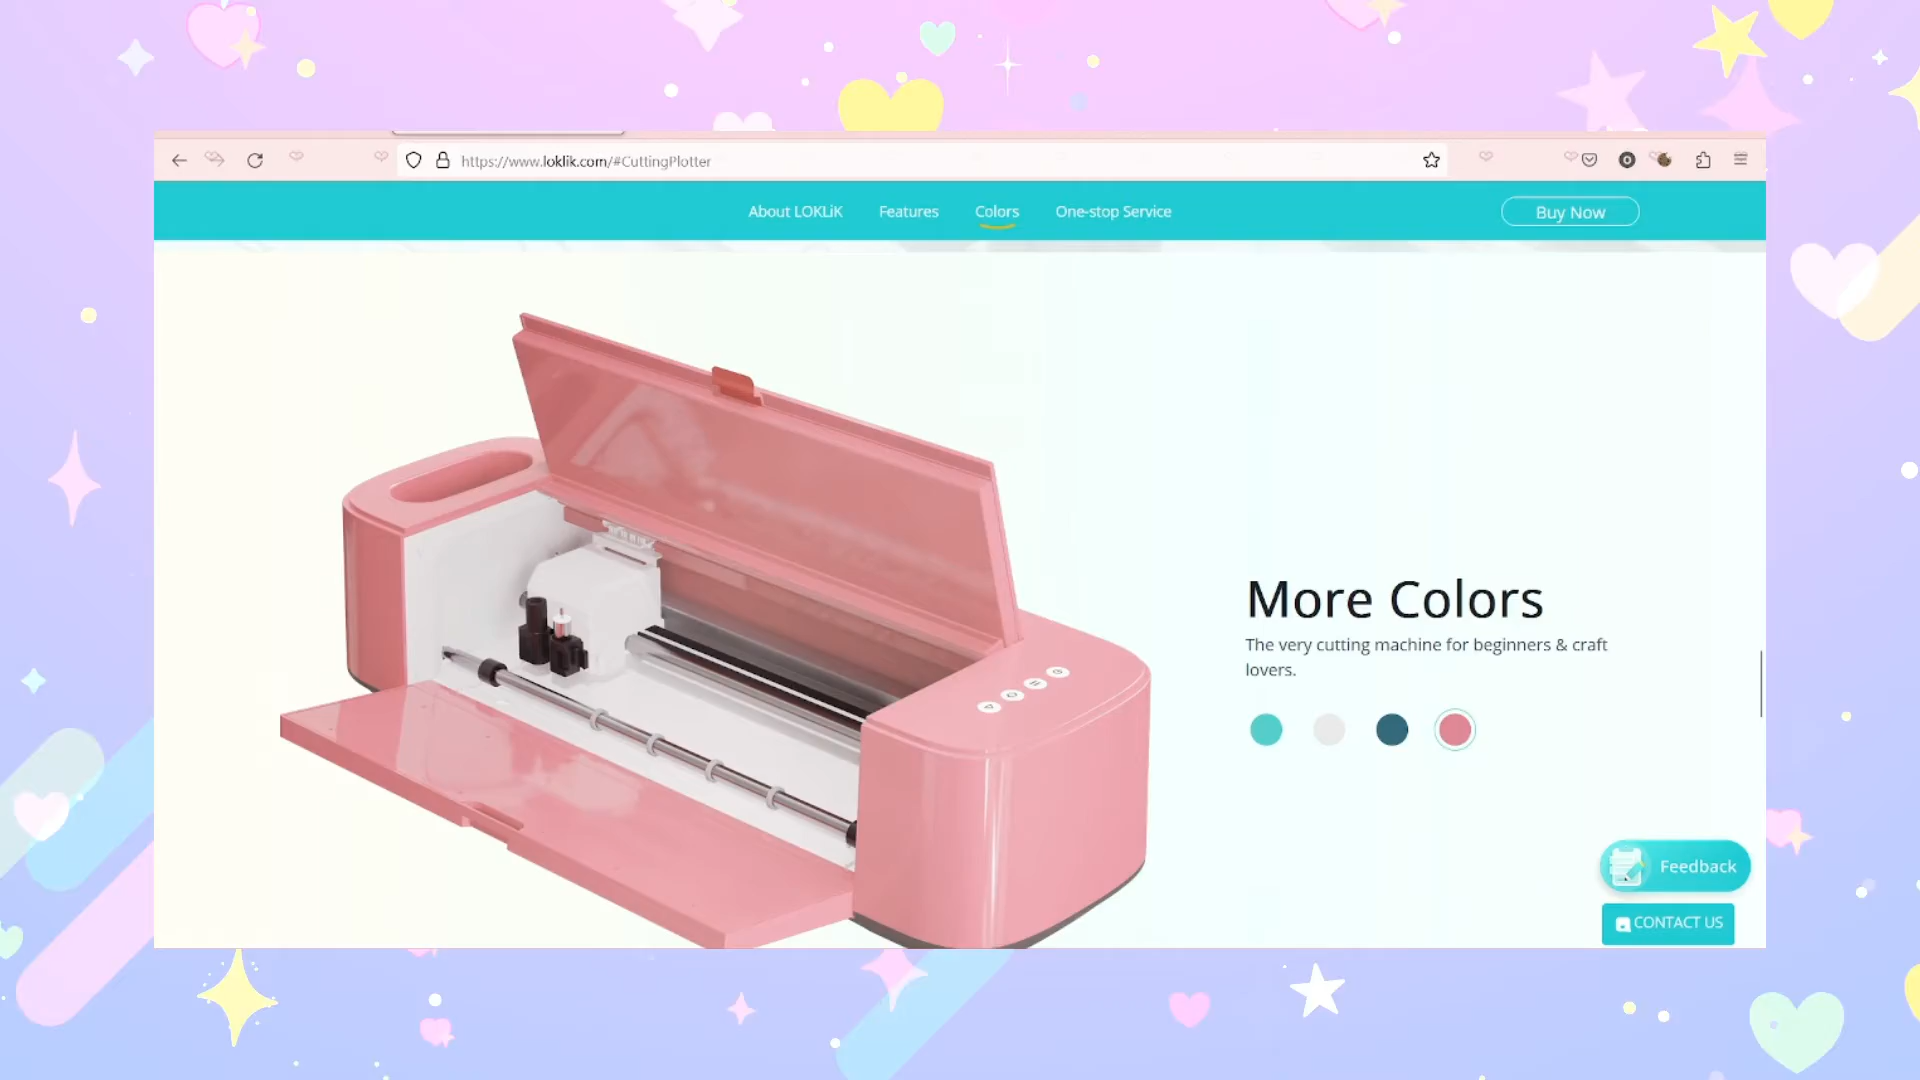 https://www.loklik.com/#CuttingPlotter
About LOKLiK Features Colors One-stop Service Buy Now
More Colors
The very cutting machine for beginners & craft
lovers.
Feedback
CONTACT US